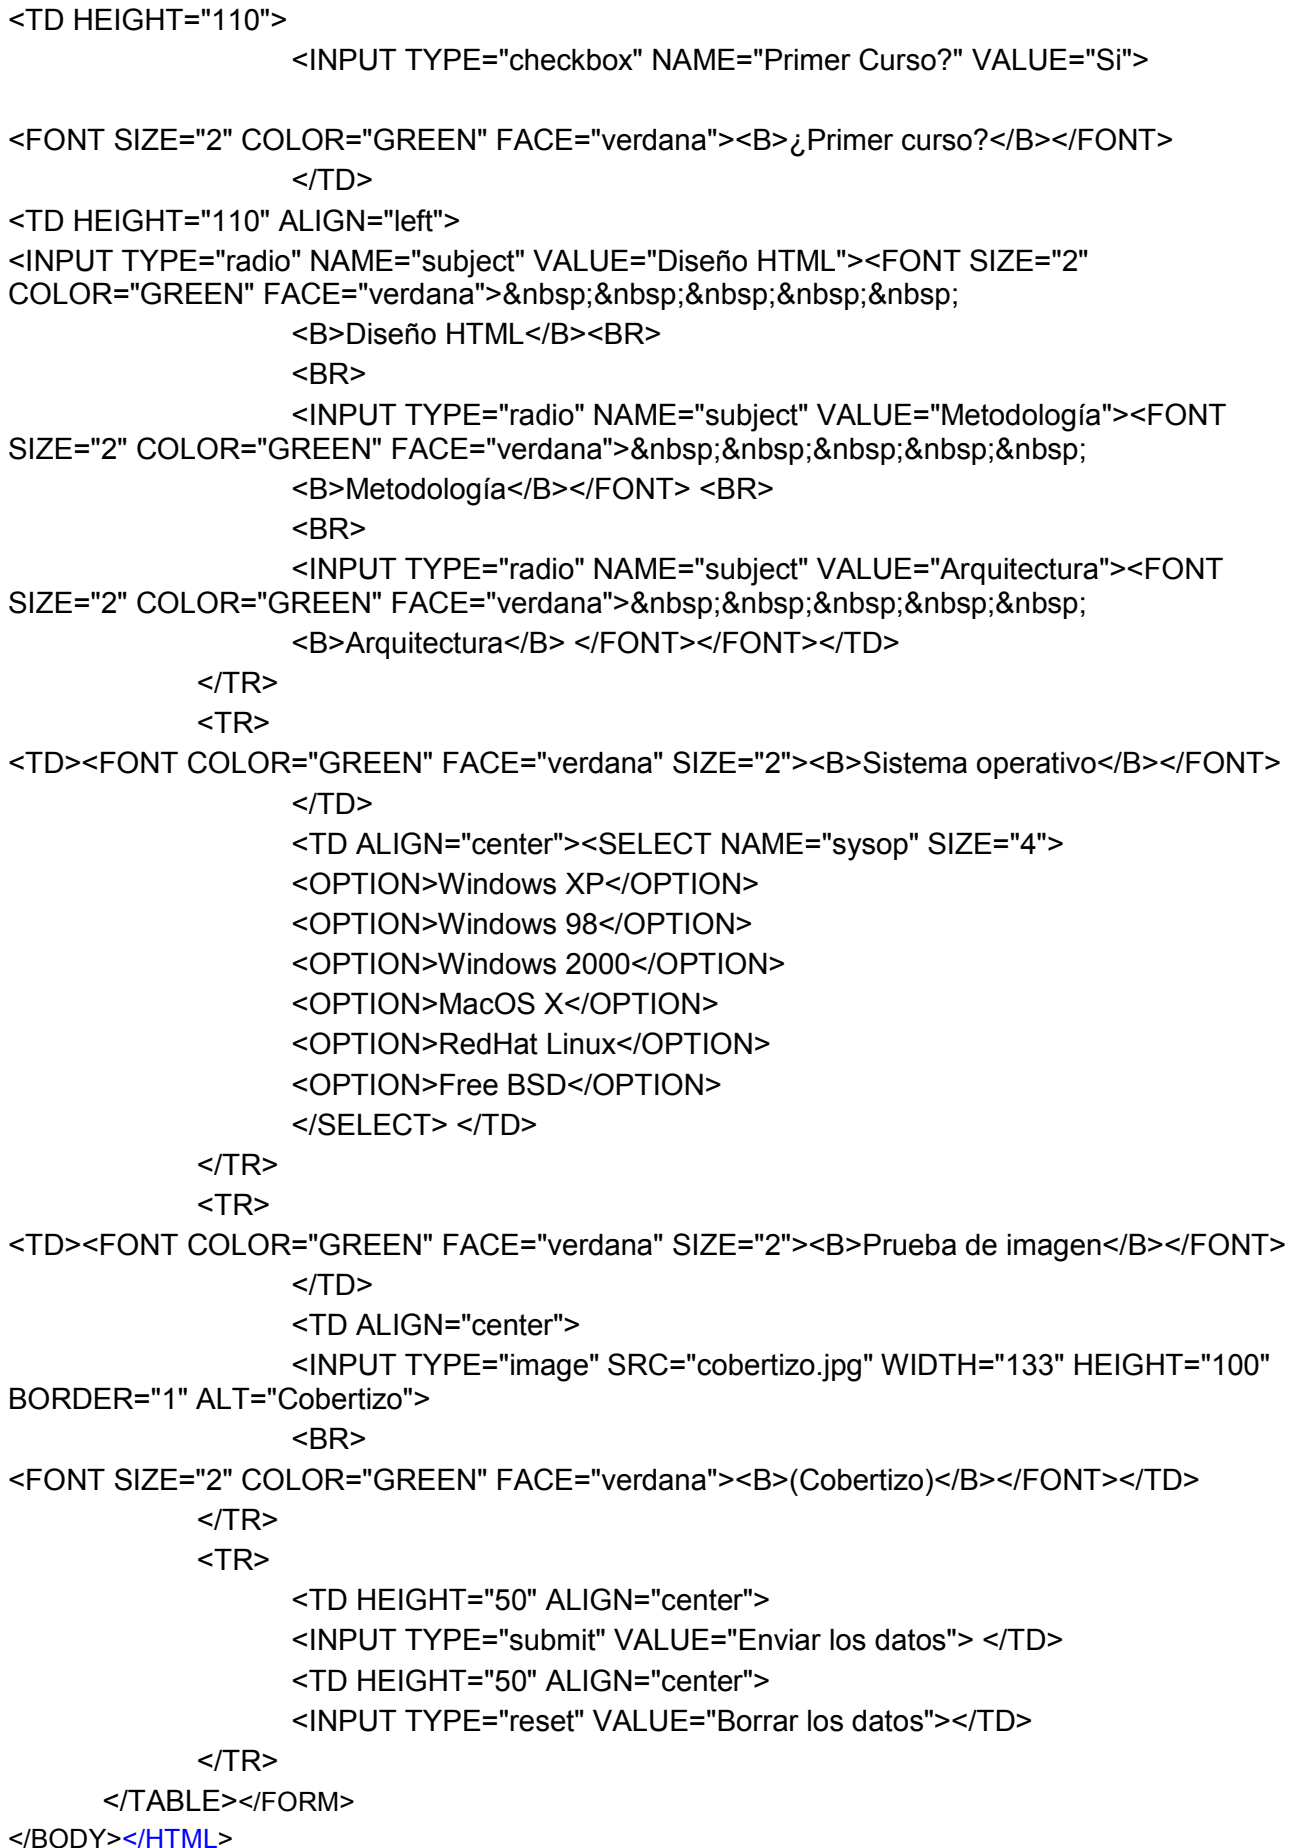 <TD HEIGHT="110">
<INPUT TYPE="checkbox" NAME="Primer Curso?" VALUE="Si">
<FONT SIZE="2" COLOR="GREEN" FACE="verdana"><B>¿Primer curso?</B></FONT>
</TD>
<TD HEIGHT="110" ALIGN="left">
<INPUT TYPE="radio" NAME="subject" VALUE="Diseño HTML"><FONT SIZE="2"
COLOR="GREEN" FACE="verdana">&nbsp;&nbsp;&nbsp;&nbsp;&nbsp;
<B>Diseño HTML</B><BR>
<BR>
<INPUT TYPE="radio" NAME="subject" VALUE="Metodología"><FONT
SIZE="2" COLOR="GREEN" FACE="verdana">&nbsp;&nbsp;&nbsp;&nbsp;&nbsp;
<B>Metodología</B></FONT> <BR>
<BR>
<INPUT TYPE="radio" NAME="subject" VALUE="Arquitectura"><FONT
SIZE="2" COLOR="GREEN" FACE="verdana">&nbsp;&nbsp;&nbsp;&nbsp;&nbsp;
<B>Arquitectura</B> </FONT></FONT></TD>
</TR>
<TR>
<TD><FONT COLOR="GREEN" FACE="verdana" SIZE="2"><B>Sistema operativo</B></FONT>
</TD>
<TD ALIGN="center"><SELECT NAME="sysop" SIZE="4">
<OPTION>Windows XP</OPTION>
<OPTION>Windows 98</OPTION>
<OPTION>Windows 2000</OPTION>
<OPTION>MacOS X</OPTION>
<OPTION>RedHat Linux</OPTION>
<OPTION>Free BSD</OPTION>
</SELECT> </TD>
</TR>
<TR>
<TD><FONT COLOR="GREEN" FACE="verdana" SIZE="2"><B>Prueba de imagen</B></FONT>
</TD>
<TD ALIGN="center">
<INPUT TYPE="image" SRC="cobertizo.jpg" WIDTH="133" HEIGHT="100"
BORDER="1" ALT="Cobertizo">
<BR>
<FONT SIZE="2" COLOR="GREEN" FACE="verdana"><B>(Cobertizo)</B></FONT></TD>
</TR>
<TR>
<TD HEIGHT="50" ALIGN="center">
<INPUT TYPE="submit" VALUE="Enviar los datos"> </TD>
<TD HEIGHT="50" ALIGN="center">
<INPUT TYPE="reset" VALUE="Borrar los datos"></TD>
</TR>
</TABLE></FORM>
</BODY></HTML>